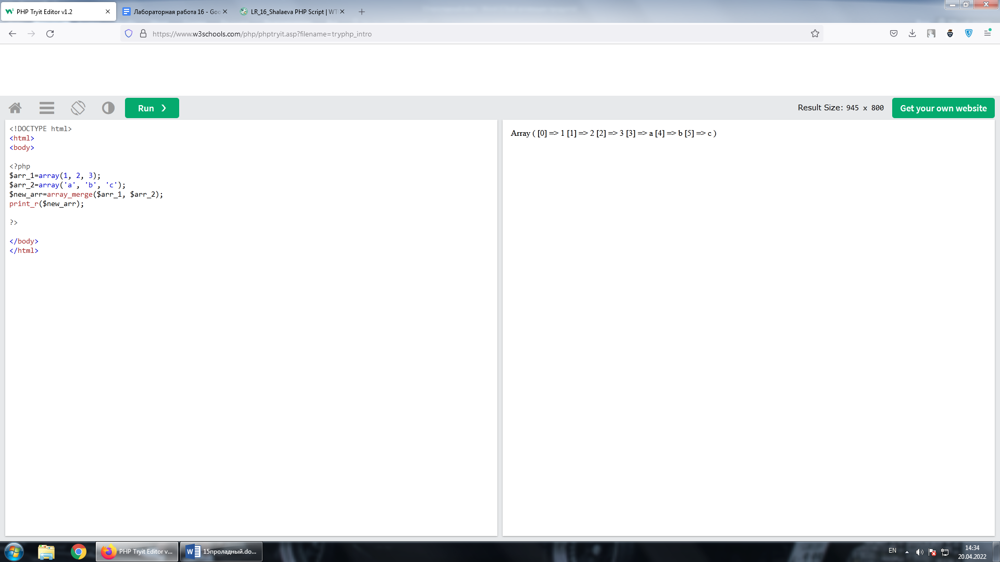 PHP Tryit Editor v1.2
Лабораторная работа 16 - Goo
LR_16_Shalaeva PHP Script | WT
https://www.w3schools.com/php/phptryit.asp?filename=tryphp_intro
Run ❯
Result Size: 945 x 800
Get your own website
<!DOCTYPE html>
<html>
<body>
<?php
$arr_1=array(1, 2, 3);
$arr_2=array('a', 'b', 'c');
$new_arr=array_merge($arr_1, $arr_2);
print_r($new_arr);
?>
</body>
</html>
Array ( [0] => 1 [1] => 2 [2] => 3 [3] => a [4] => b [5] => c )
PHP Tryit Editor v...
15проладный.do...
EN
14:34
20.04.2022